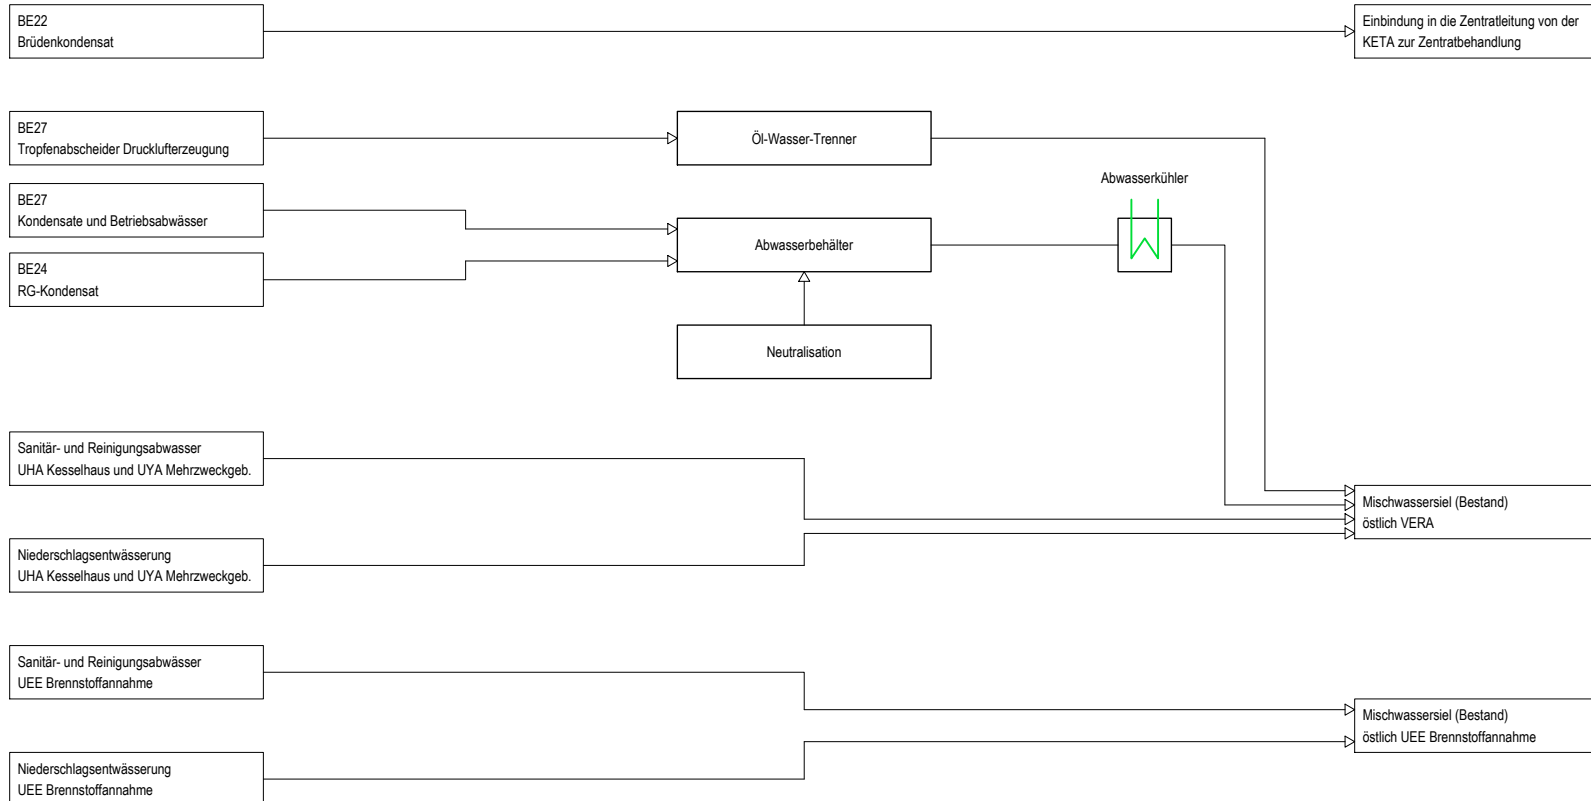 BE22
Brüdenkondensat
Einbindung in die Zentratleitung von der
KETA zur Zentratbehandlung
BE27
Tropfenabscheider Drucklufterzeugung
Öl-Wasser-Trenner
Abwasserkühler
BE27
Kondensate und Betriebsabwässer
Abwasserbehälter
BE24
RG-Kondensat
Neutralisation
Sanitär- und Reinigungsabwasser
UHA Kesselhaus und UYA Mehrzweckgeb.
Mischwassersiel (Bestand)
östlich VERA
Niederschlagsentwässerung
UHA Kesselhaus und UYA Mehrzweckgeb.
Sanitär- und Reinigungsabwässer
UEE Brennstoffannahme
Mischwassersiel (Bestand)
östlich UEE Brennstoffannahme
Niederschlagsentwässerung
UEE Brennstoffannahme